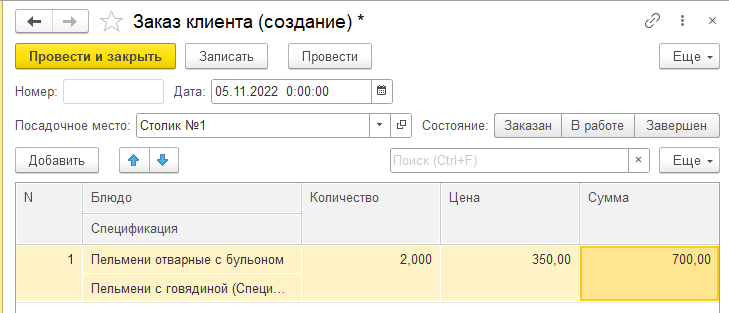 Заказ клиента (создание) *
Провести и закрыть Записать Провести Еще
Номер: Дата: 05.11.2022 0:00:00
Посадочное место: Столик №1 Состояние: Заказан В работе Завершен
Добавить Поиск (Ctrl+F) × Еще
N Блюдо Количество Цена Сумма
Спецификация
1 Пельмени отварные с бульоном 2,000 350,00 700,00
Пельмени с говядиной (Специ...